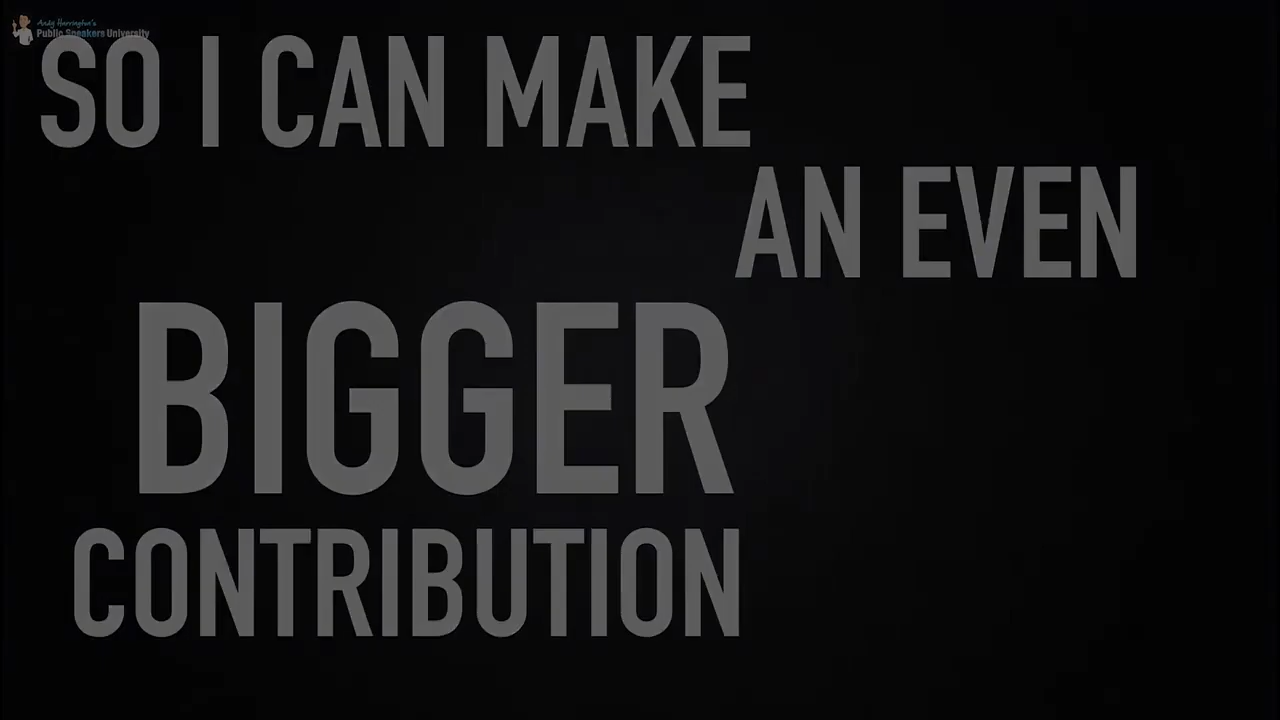 Andy Harrington's
Public Speakers University
SO I CAN MAKE
AN EVEN
BIGGER
CONTRIBUTION